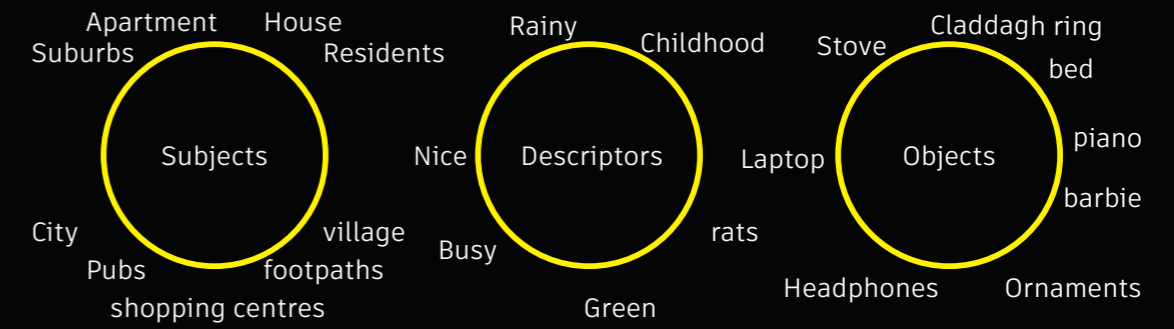 Apartment
House
Suburbs
Residents
Subjects
City
village
Pubs
footpaths
shopping centres
Rainy
Childhood
Nice
Descriptors
Busy
rats
Green
Claddagh ring
Stove
bed
piano
Laptop
Objects
barbie
Headphones
Ornaments